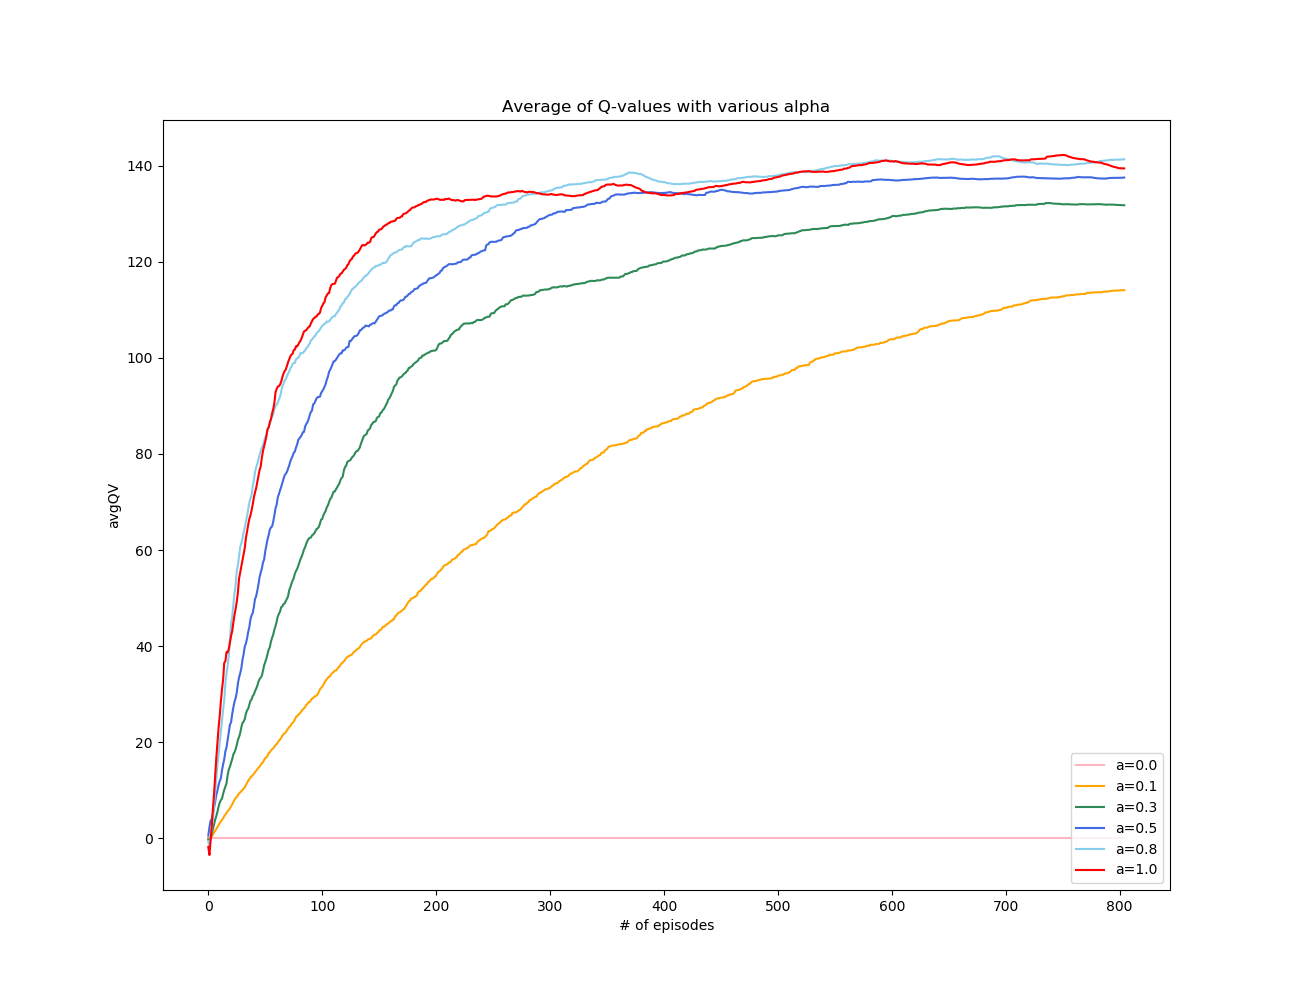 Average of Q-values with various alpha
avgQV
140
120
100
80
60
40
20
0
0 100 200 300 400 500 600 700 800
# of episodes
a=0.0
a=0.1
a=0.3
a=0.5
a=0.8
a=1.0